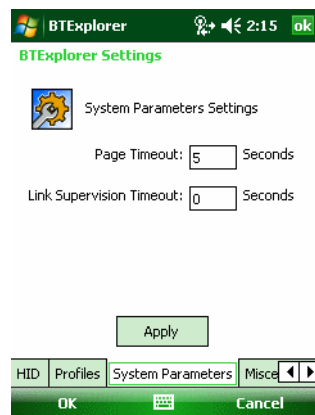 BTExplorer 2:15 ok
BTExplorer Settings
System Parameters Settings
Page Timeout: 5 Seconds
Link Supervision Timeout: 0 Seconds
Apply
HID Profiles System Parameters Misce
OK Cancel